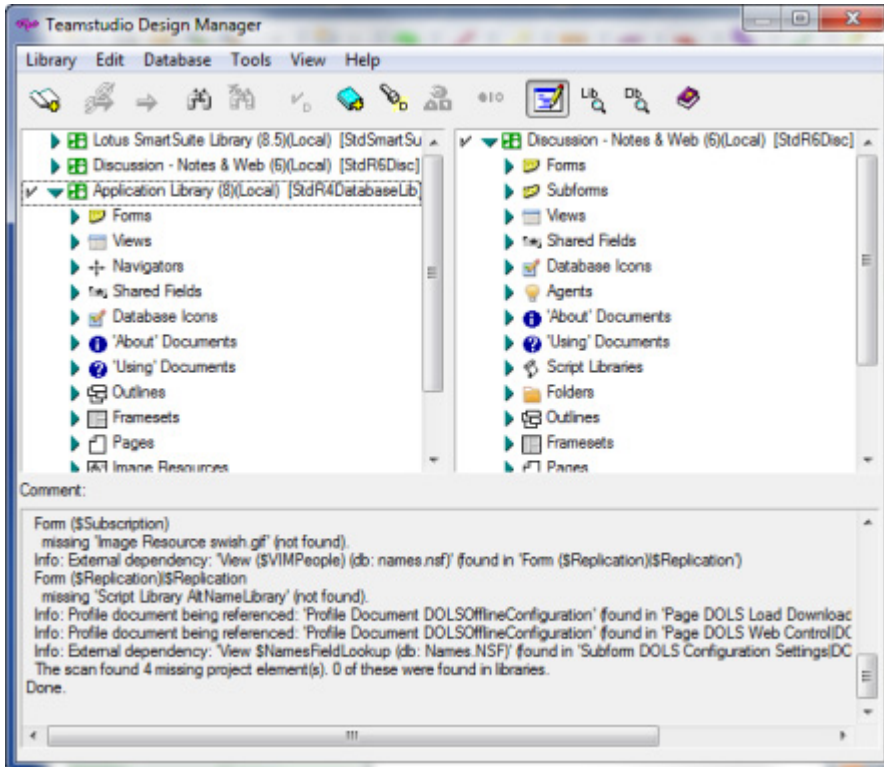 Teamstudio Design Manager
Library Edit Database Tools View Help
Lotus SmartSuite Library (8.5)(Local) [StdSmartSu
Discussion - Notes & Web (6)(Local) [StdR6Disc]
Application Library (8)(Local) [StdR4DatabaseLib]
Forms
Views
Navigators
Shared Fields
Database Icons
'About' Documents
'Using' Documents
Outlines
Framesets
Pages
Image Resources
Discussion - Notes & Web (6)(Local) [StdR6Disc]
Forms
Subforms
Views
Shared Fields
Database Icons
Agents
'About' Documents
'Using' Documents
Script Libraries
Folders
Outlines
Framesets
Pages
Comment:
Form ($Subscription)
missing 'Image Resource swish.gif' (not found).
Info: External dependency: 'View ($VIMPeople) (db: names.nsf)' (found in 'Form ($Replication)|$Replication')
Form ($Replication)|$Replication
missing 'Script Library AltNameLibrary' (not found).
Info: Profile document being referenced: 'Profile Document DOLSOfflineConfiguration' (found in 'Page DOLS Load Download
Info: Profile document being referenced: 'Profile Document DOLSOfflineConfiguration' (found in 'Page DOLS Web Control|DO
Info: External dependency: 'View $NamesFieldLookup (db: Names.NSF)' (found in 'Subform DOLS Configuration Settings|DO
The scan found 4 missing project element(s). 0 of these were found in libraries.
Done.